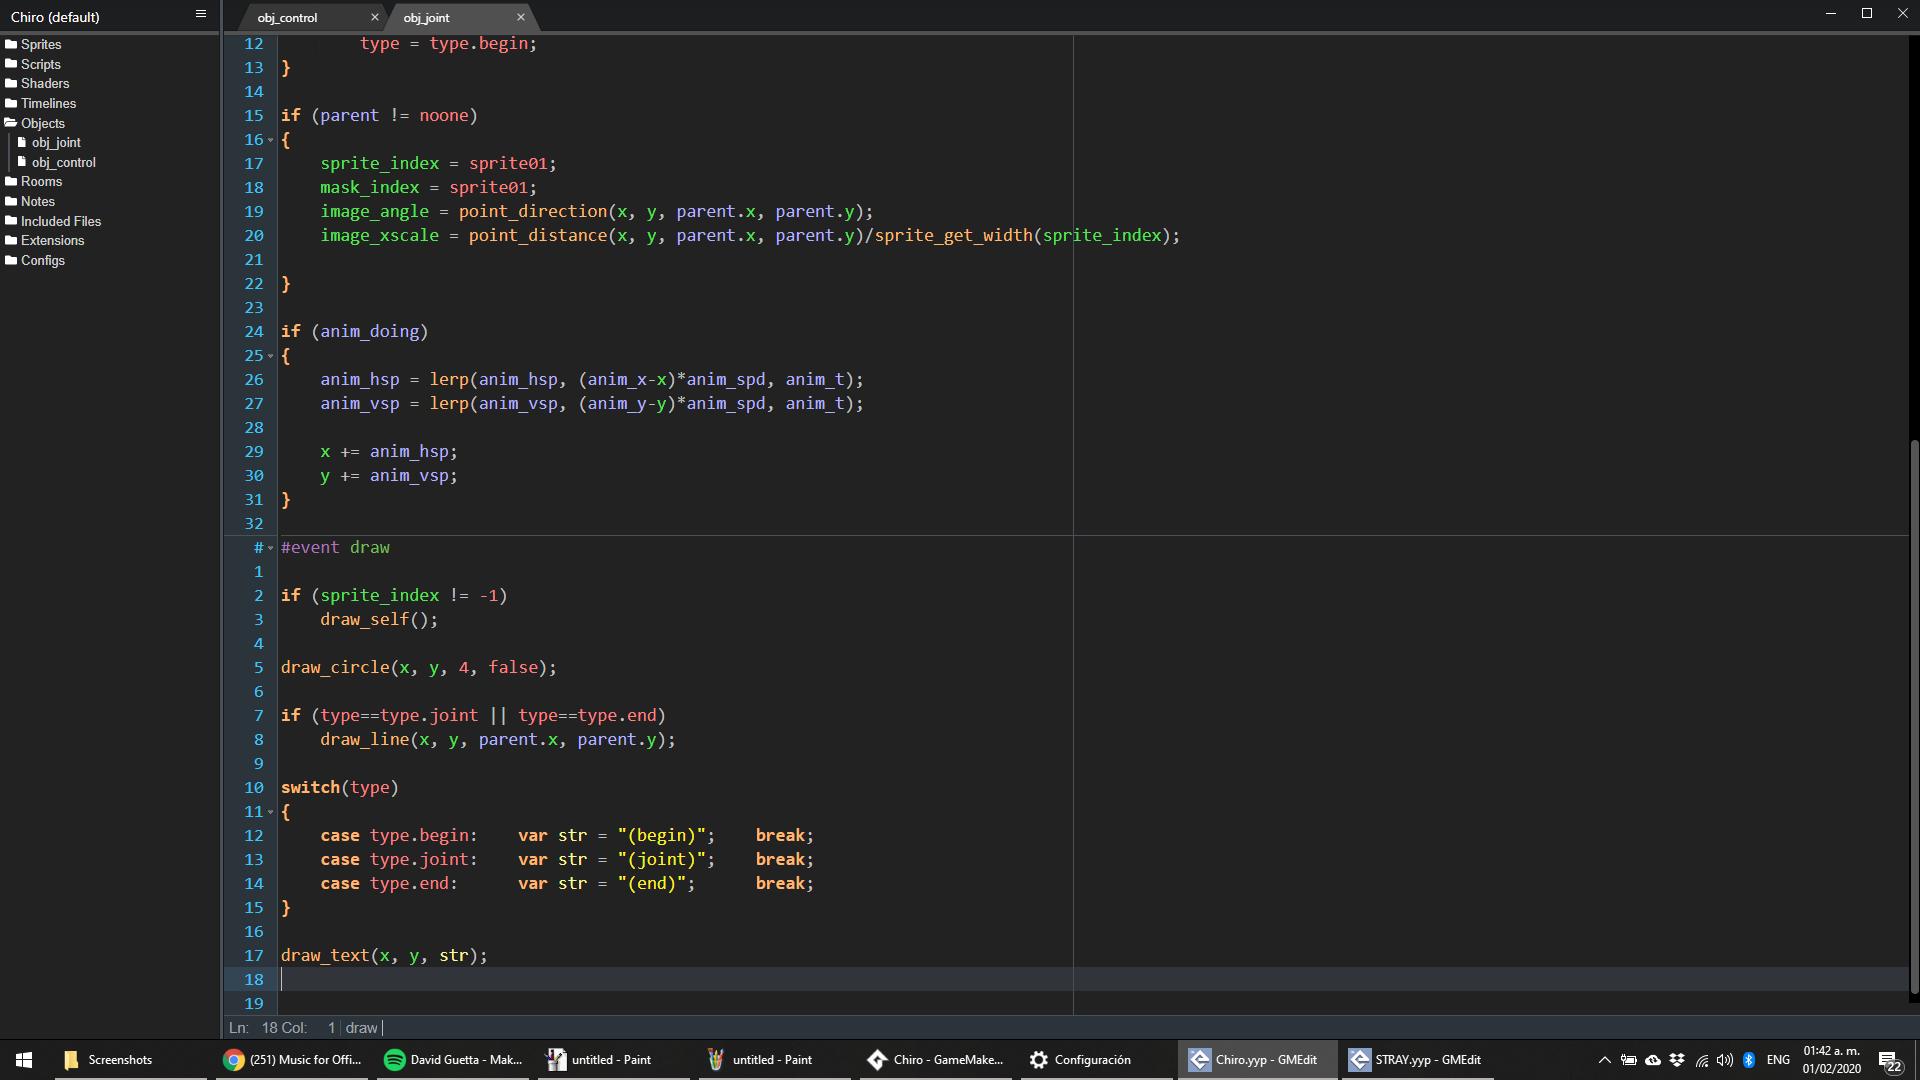 Chiro (default)
obj_control
obj_joint
Sprites
Scripts
Shaders
Timelines
Objects
obj_joint
obj_control
Rooms
Notes
Included Files
Extensions
Configs
12 type = type.begin;
13 }
14
15 if (parent != noone)
16 {
17 sprite_index = sprite01;
18 mask_index = sprite01;
19 image_angle = point_direction(x, y, parent.x, parent.y);
20 image_xscale = point_distance(x, y, parent.x, parent.y)/sprite_get_width(sprite_index);
21
22 }
23
24 if (anim_doing)
25 {
26 anim_hsp = lerp(anim_hsp, (anim_x-x)*anim_spd, anim_t);
27 anim_vsp = lerp(anim_vsp, (anim_y-y)*anim_spd, anim_t);
28
29 x += anim_hsp;
30 y += anim_vsp;
31 }
32
# #event draw
1
2 if (sprite_index != -1)
3 draw_self();
4
5 draw_circle(x, y, 4, false);
6
7 if (type==type.joint || type==type.end)
8 draw_line(x, y, parent.x, parent.y);
9
10 switch(type)
11 {
12 case type.begin: var str = "(begin)"; break;
13 case type.joint: var str = "(joint)"; break;
14 case type.end: var str = "(end)"; break;
15 }
16
17 draw_text(x, y, str);
18
19
Ln: 18 Col: 1 draw
Screenshots
(251) Music for Offi...
David Guetta - Mak...
untitled - Paint
untitled - Paint
Chiro - GameMake...
Configuración
Chiro.yyp - GMEdit
STRAY.yyp - GMEdit
ENG
01:42 a. m.
01/02/2020
22